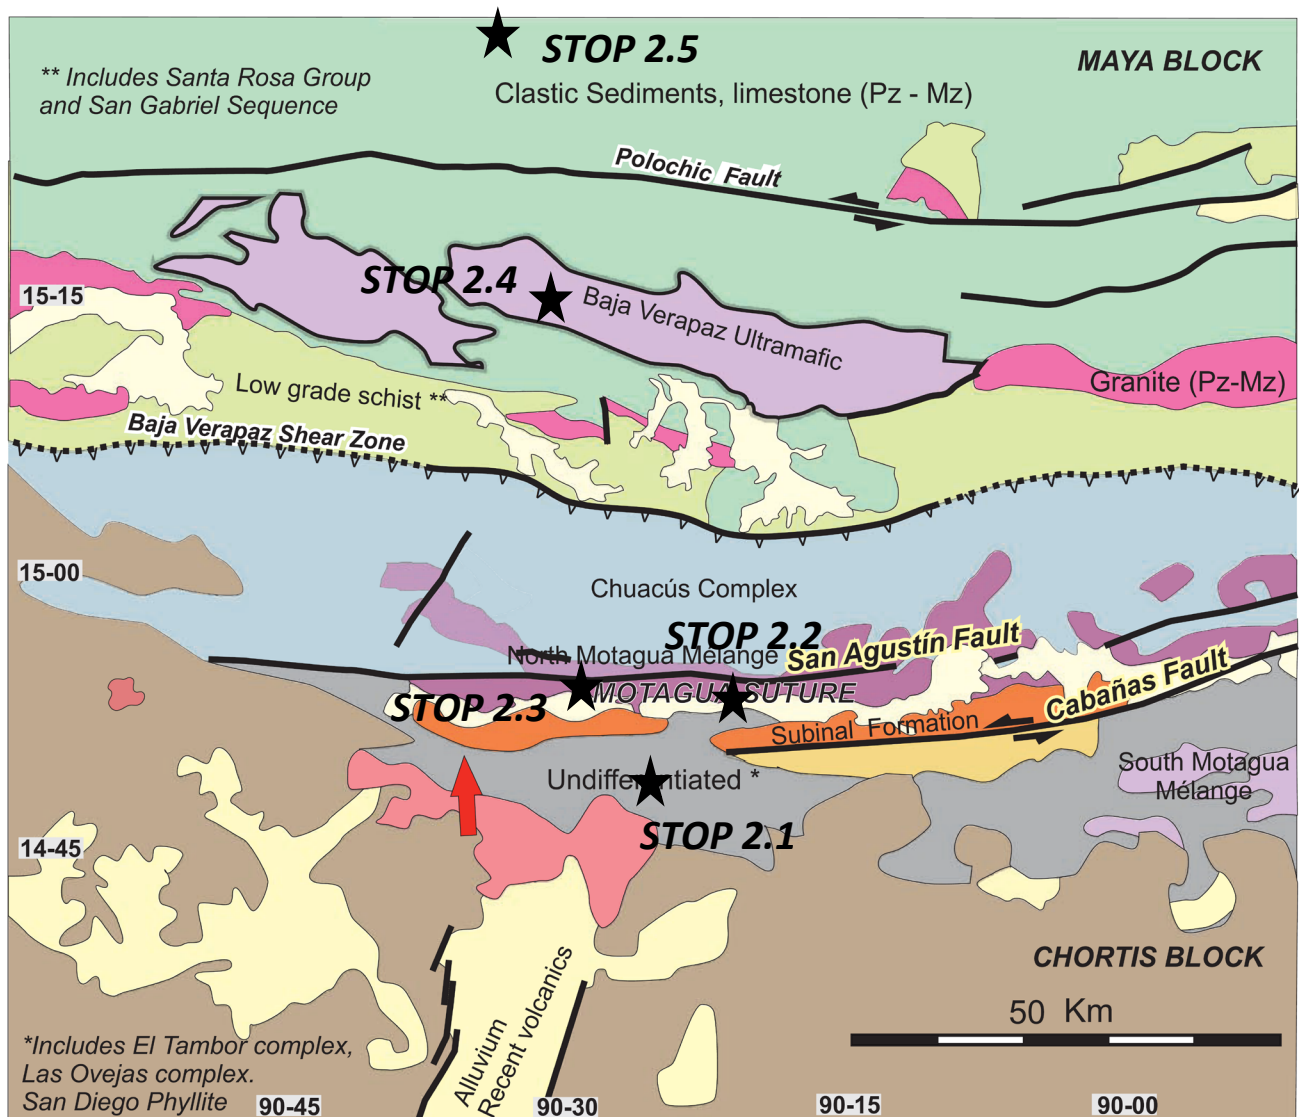 STOP 2.5
** Includes Santa Rosa Group
and San Gabriel Sequence
MAYA BLOCK
Clastic Sediments, limestone (Pz - Mz)
Polochic Fault
STOP 2.4
15-15
Baja Verapaz Ultramafic
Low grade schist **
Granite (Pz-Mz)
Baja Verapaz Shear Zone
15-00
Chuacús Complex
STOP 2.2
North Motagua Mélange
San Agustín Fault
MOTAGUA SUTURE
STOP 2.3
Cabañas Fault
Subinal Formation
Undifferentiated *
South Motagua
Mélange
STOP 2.1
14-45
CHORTIS BLOCK
Alluvium
Recent volcanics
50 Km
*Includes El Tambor complex,
Las Ovejas complex.
San Diego Phyllite
90-45
90-30
90-15
90-00